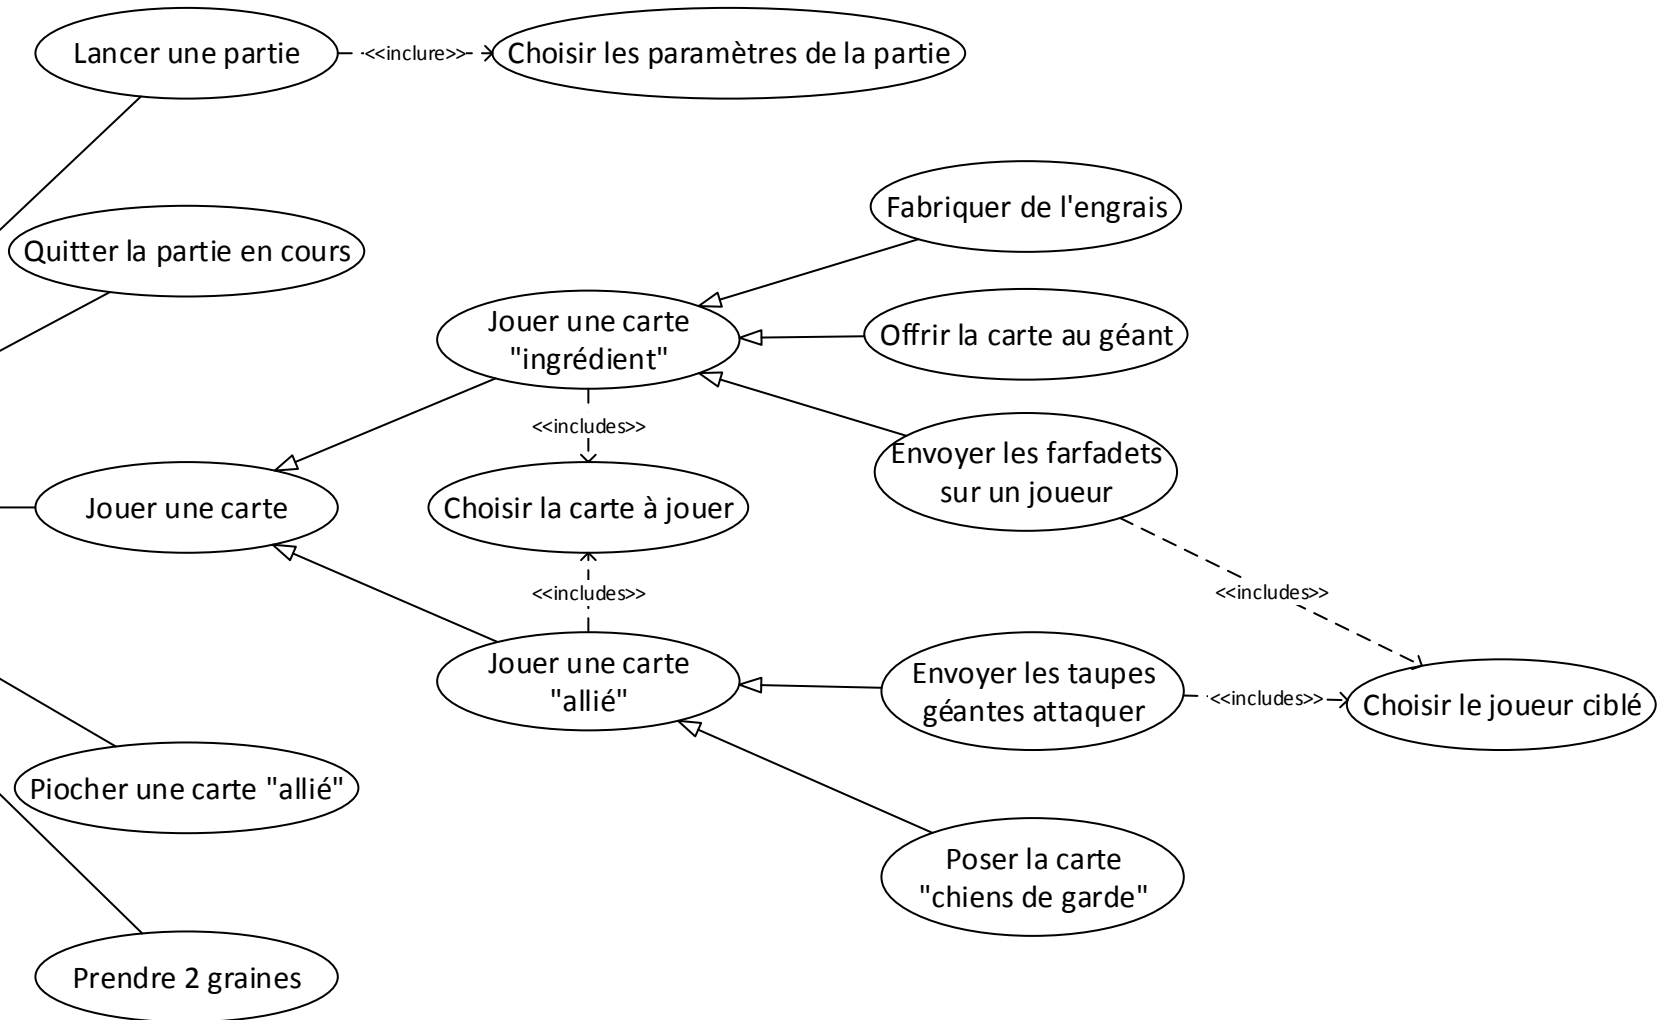 Lancer une partie
<<inclure>>
Choisir les paramètres de la partie
Fabriquer de l'engrais
Quitter la partie en cours
Jouer une carte
"ingrédient"
Offrir la carte au géant
<<includes>>
Envoyer les farfadets
sur un joueur
Jouer une carte
Choisir la carte à jouer
<<includes>>
<<includes>>
Jouer une carte
"allié"
Envoyer les taupes
géantes attaquer
<<includes>>
Choisir le joueur ciblé
Piocher une carte "allié"
Poser la carte
"chiens de garde"
Prendre 2 graines